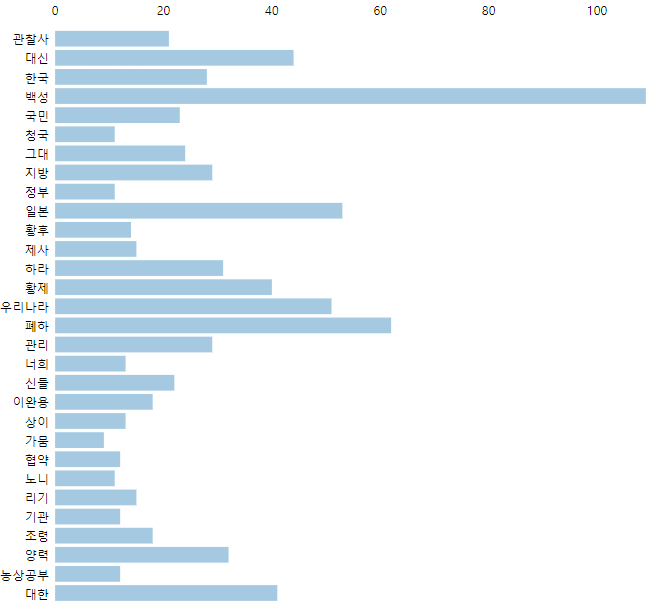 0 20 40 60 80 100
관찰사
대신
한국
백성
국민
청국
그대
지방
정부
일본
황후
제사
하라
황제
우리나라
폐하
관리
너희
신들
이완용
상이
가뭄
협약
노니
리기
기관
조령
양력
농상공부
대한